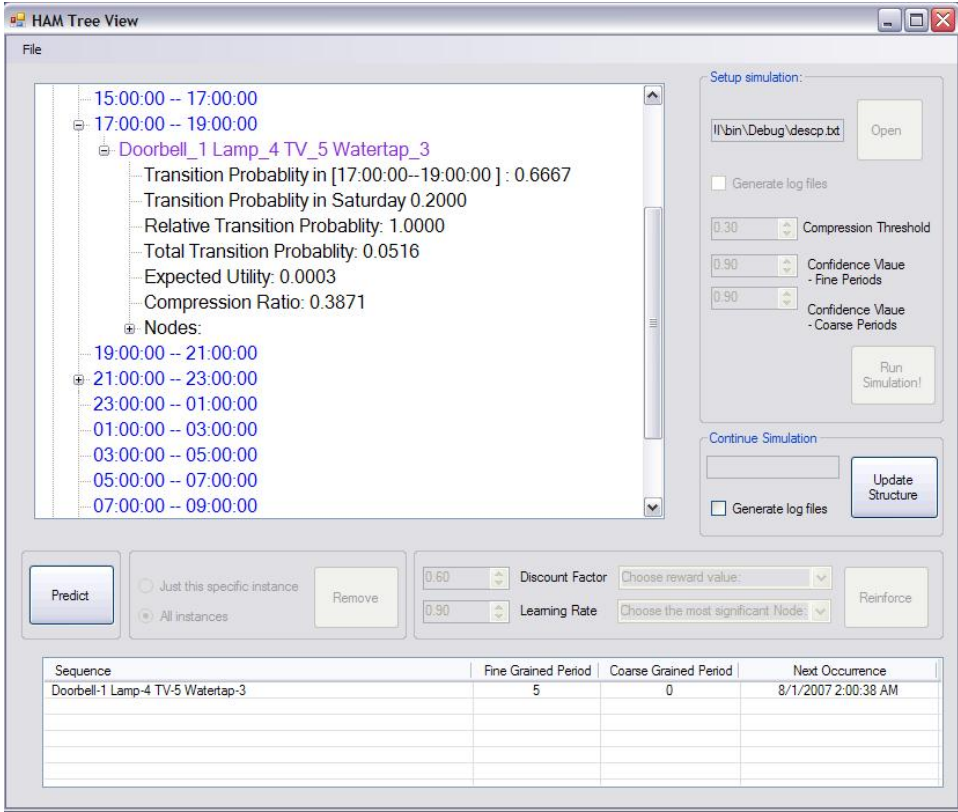 HAM Tree View
File
15:00:00 -- 17:00:00
17:00:00 -- 19:00:00
Doorbell_1 Lamp_4 TV_5 Watertap_3
Transition Probablity in [17:00:00--19:00:00 ] : 0.6667
Transition Probablity in Saturday 0.2000
Relative Transition Probablity: 1.0000
Total Transition Probablity: 0.0516
Expected Utility: 0.0003
Compression Ratio: 0.3871
Nodes:
19:00:00 -- 21:00:00
21:00:00 -- 23:00:00
23:00:00 -- 01:00:00
01:00:00 -- 03:00:00
03:00:00 -- 05:00:00
05:00:00 -- 07:00:00
07:00:00 -- 09:00:00
Setup simulation:
\bin\Debug\descp.txt Open
Generate log files
0.30 Compression Threshold
0.90 Confidence Vlaue
- Fine Periods
0.90 Confidence Vlaue
- Coarse Periods
Run
Simulation!
Continue Simulation
Update
Structure
Generate log files
Predict
Just this specific instance
All instances
Remove
0.60 Discount Factor Choose reward value:
0.90 Learning Rate Choose the most significant Node:
Reinforce
Sequence Fine Grained Period Coarse Grained Period Next Occurrence
Doorbell-1 Lamp-4 TV-5 Watertap-3 5 0 8/1/2007 2:00:38 AM